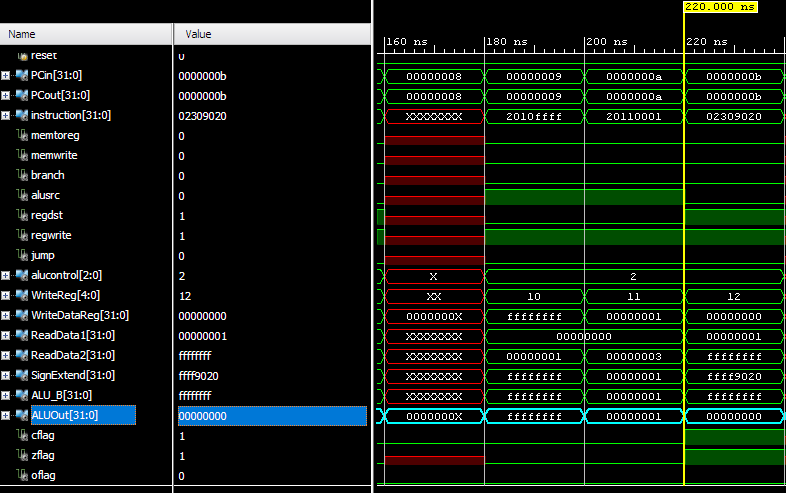 220.000 ns
Name Value 160 ns 180 ns 200 ns 220 ns
reset 0
PCin[31:0] 0000000b 00000008 00000009 0000000a 0000000b
PCout[31:0] 0000000b 00000008 00000009 0000000a 0000000b
instruction[31:0] 02309020 XXXXXXXX 2010ffff 20110001 02309020
memtoreg 0
memwrite 0
branch 0
alusrc 0
regdst 1
regwrite 1
jump 0
alucontrol[2:0] 2 X 2
WriteReg[4:0] 12 XX 10 11 12
WriteDataReg[31:0] 00000000 0000000X ffffffff 00000001 00000000
ReadData1[31:0] 00000001 XXXXXXXX 00000000 00000001
ReadData2[31:0] ffffffff XXXXXXXX 00000001 00000003 ffffffff
SignExtend[31:0] ffff9020 XXXXXXXX ffffffff 00000001 ffff9020
ALU_B[31:0] ffffffff XXXXXXXX ffffffff 00000001 ffffffff
ALUOut[31:0] 00000000 0000000X ffffffff 00000001 00000000
cflag 1
zflag 1
oflag 0